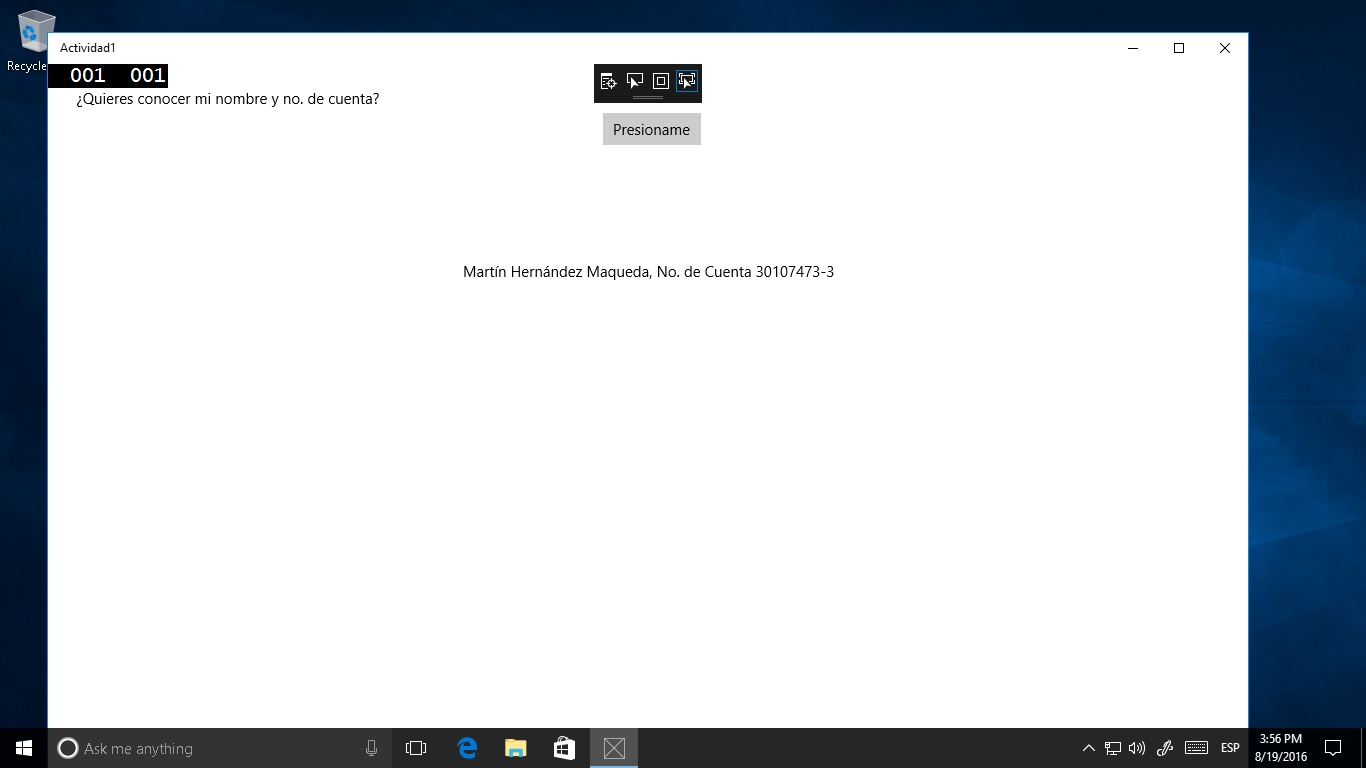 Recycle
Actividad1
001 001
¿Quieres conocer mi nombre y no. de cuenta?
Presioname
Martín Hernández Maqueda, No. de Cuenta 30107473-3
Ask me anything
ESP
3:56 PM
8/19/2016